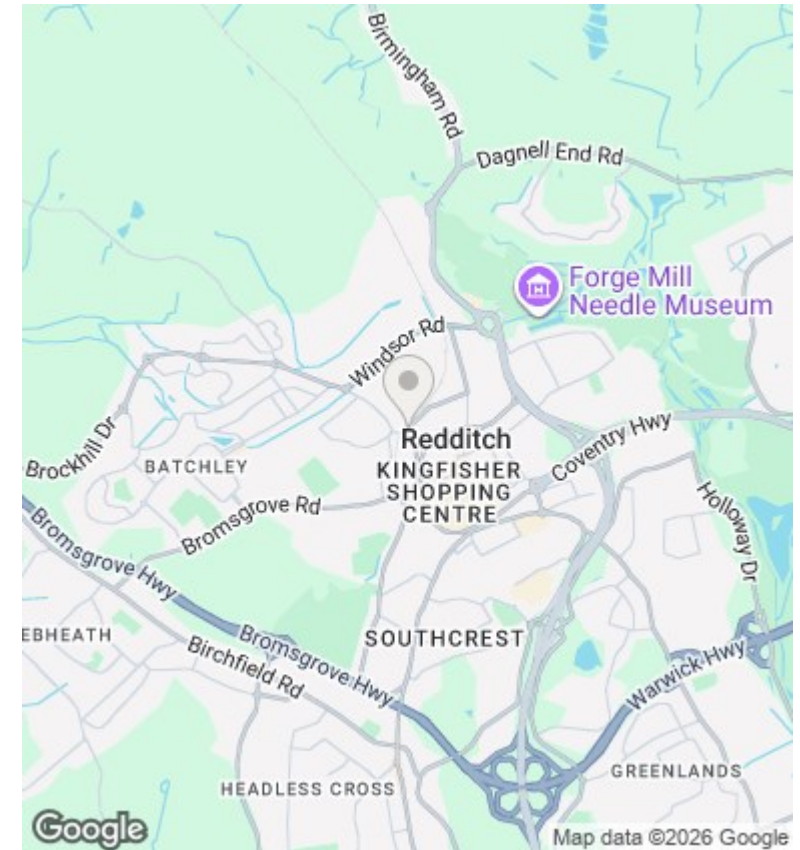 Birmingham Rd
Dagnell End Rd
Forge Mill
Needle Museum
Windsor Rd
Redditch
KINGFISHER
SHOPPING
CENTRE
Coventry Hwy
Brockhill Dr
BATCHLEY
Bromsgrove Rd
Holloway Dr
Bromsgrove Hwy
EBHEATH
Birchfield Rd
Bromsgrove Hwy
SOUTHCREST
Warwick Hwy
HEADLESS CROSS
GREENLANDS
Google
Map data ©2026 Google